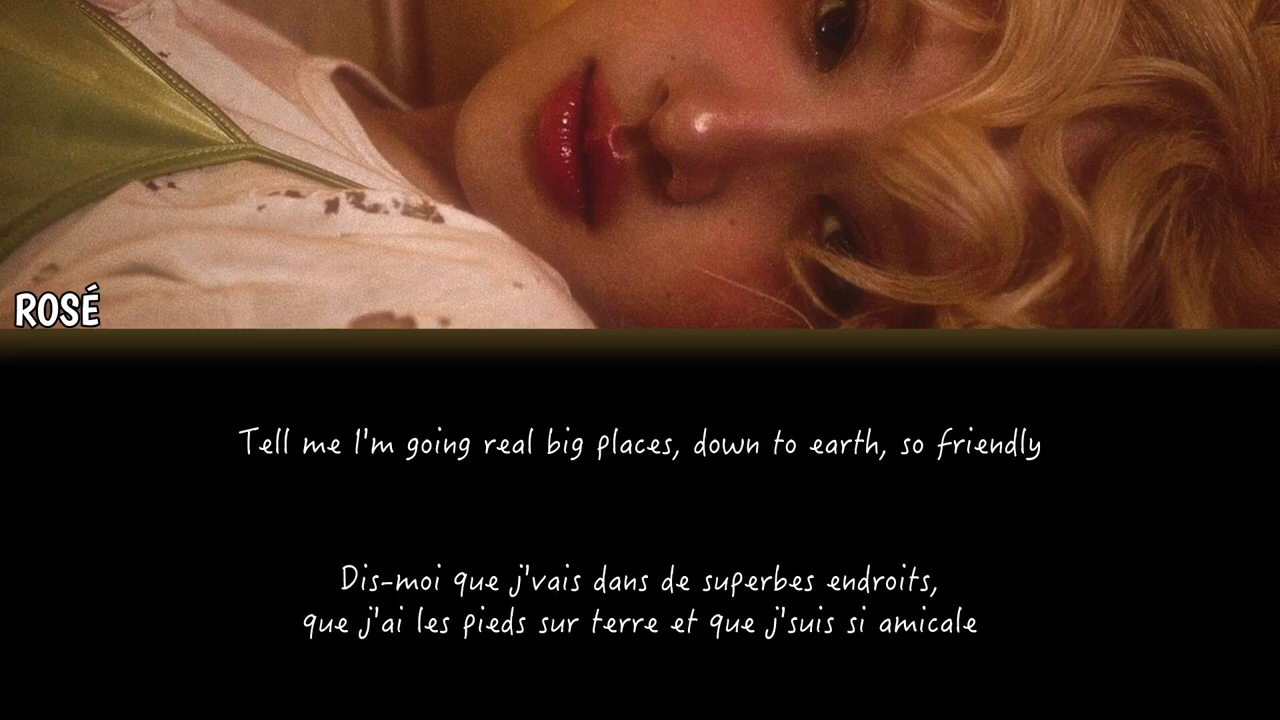 ROSÉ
Tell me I'm going real big places, down to earth, so friendly
Dis-moi que j'vais dans de superbes endroits,
que j'ai les pieds sur terre et que j'suis si amicale